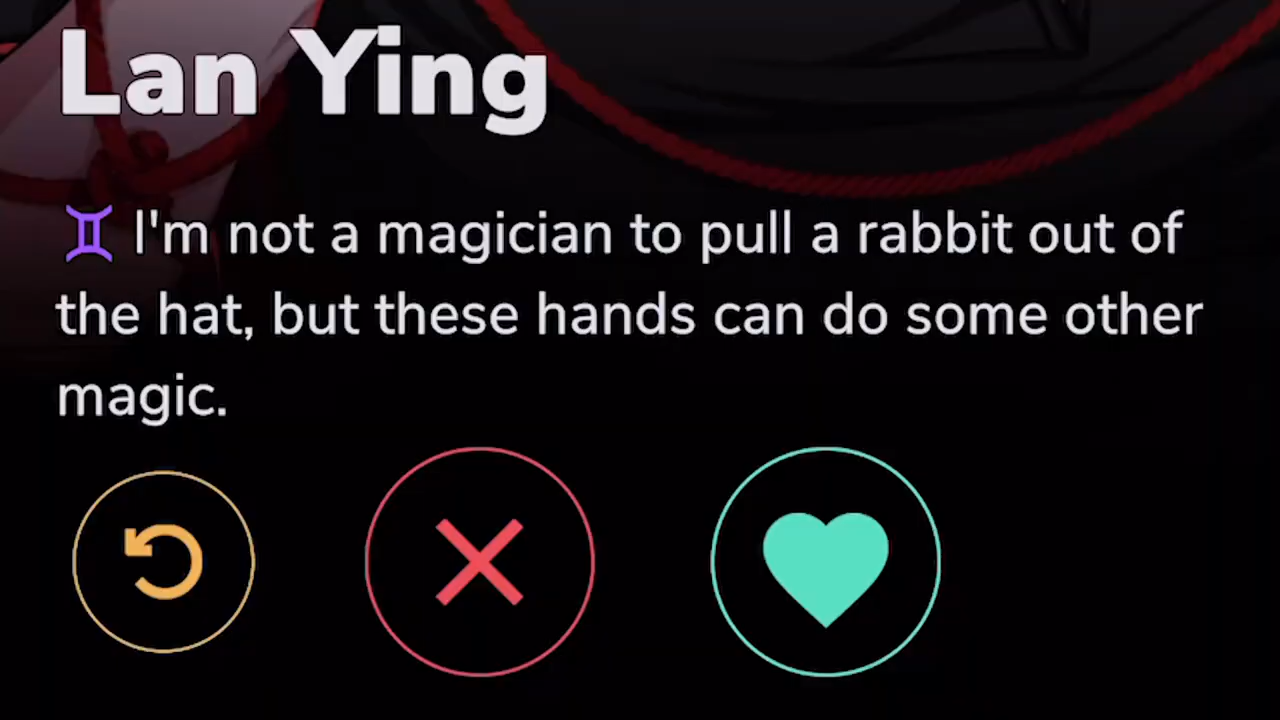 Lan Ying
♊ I'm not a magician to pull a rabbit out of
the hat, but these hands can do some other
magic.